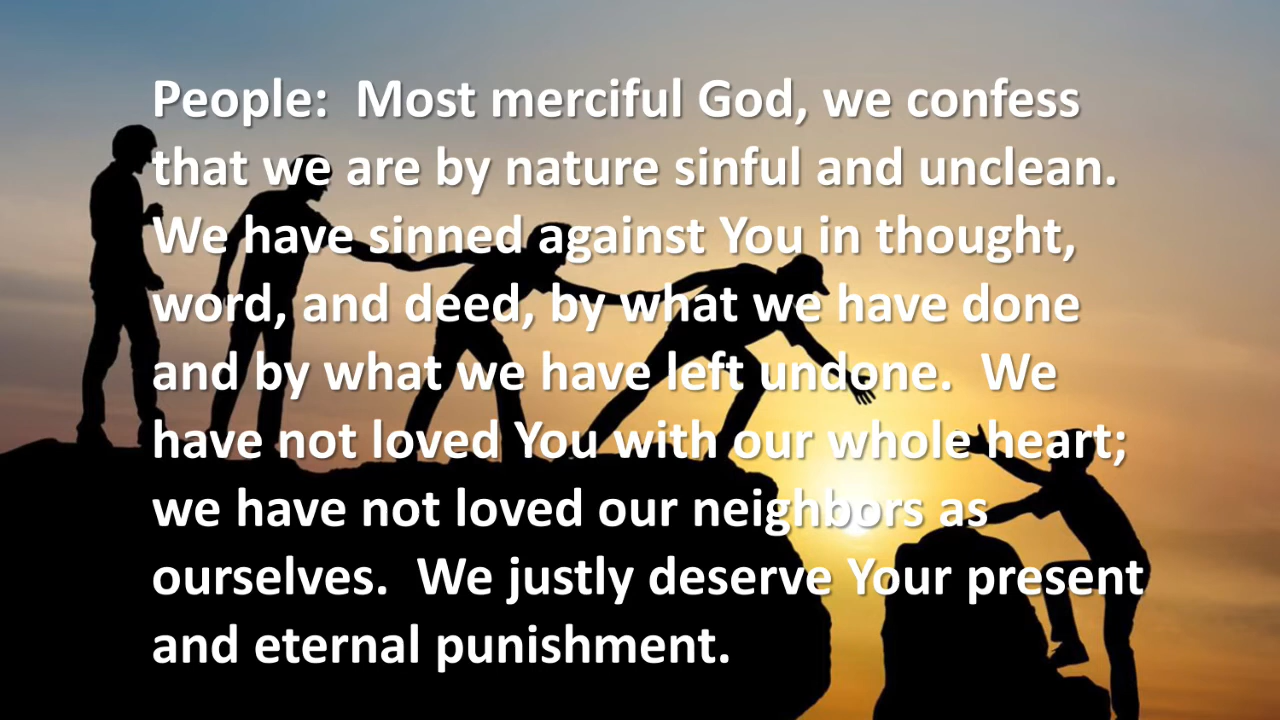 People:  Most merciful God, we confess
that we are by nature sinful and unclean.
We have sinned against You in thought,
word, and deed, by what we have done
and by what we have left undone.  We
have not loved You with our whole heart;
we have not loved our neighbors as
ourselves.  We justly deserve Your present
and eternal punishment.